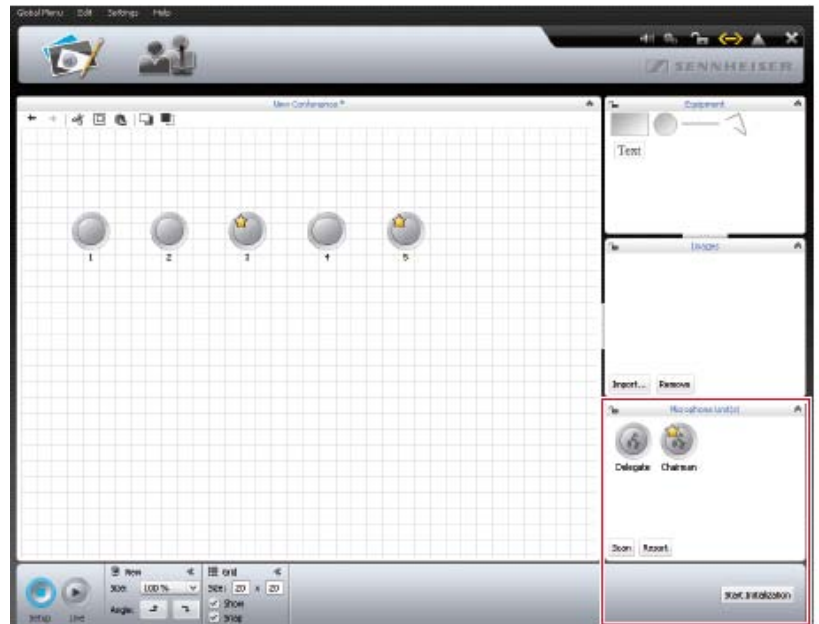 Global Menu Edit Settings Help
SENNHEISER
New Conference *
Equipment
Text
1 2 3 4 5
Images
Import... Remove
Microphone Unit(s)
Delegate Chairman
Scan Report
View
Size: 100 %
Angle:
Grid
Size: 20 x 20
Show
Snap
Setup Live
Start Initialization